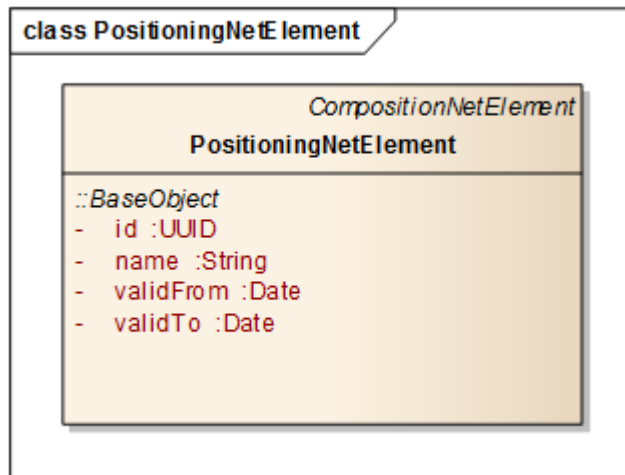 class PositioningNetElement
CompositionNetElement
PositioningNetElement
::BaseObject
- id :UUID
- name :String
- validFrom :Date
- validTo :Date